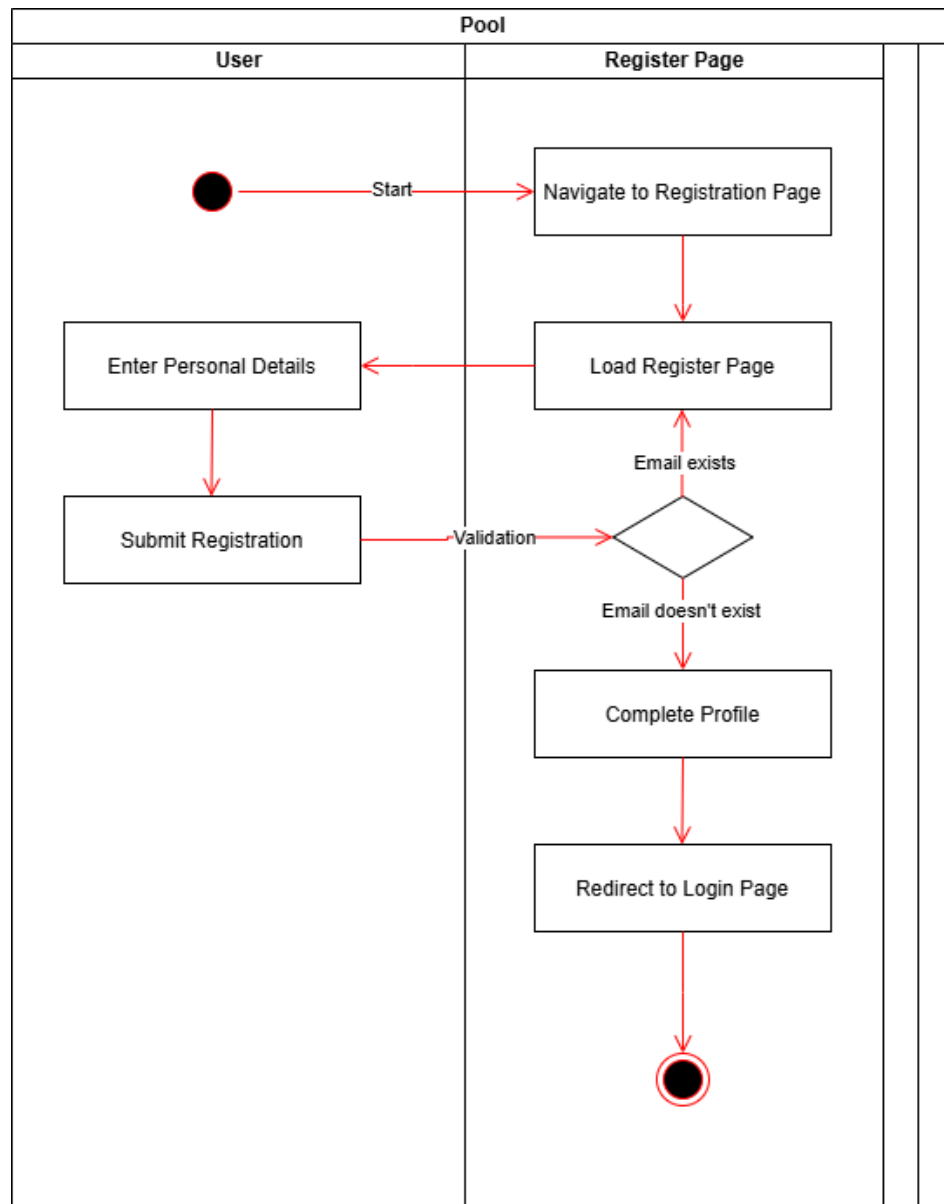 Pool
User
Register Page
Start
Navigate to Registration Page
Enter Personal Details
Load Register Page
Email exists
Submit Registration
Validation
Email doesn't exist
Complete Profile
Redirect to Login Page